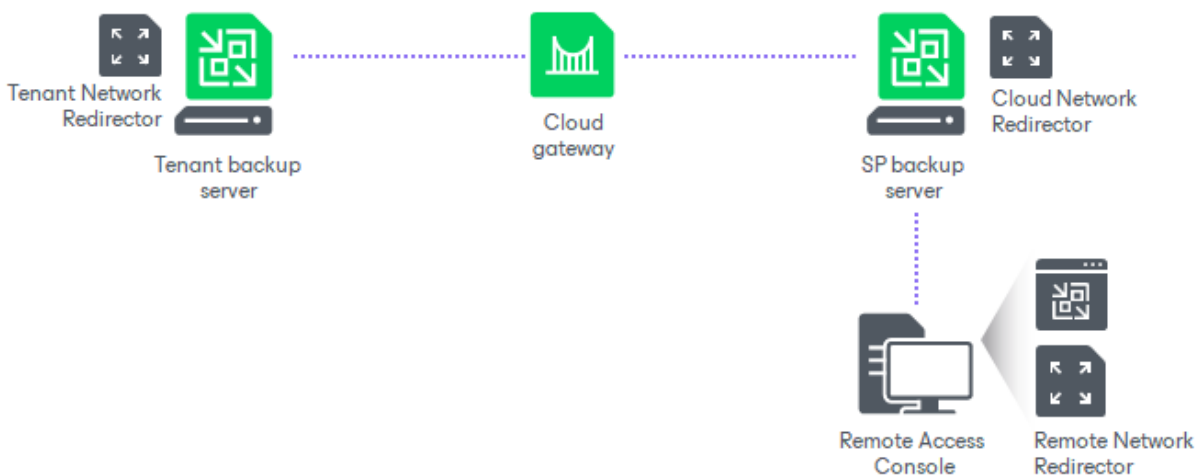 Tenant Network
Redirector
Tenant backup
server
Cloud
gateway
SP backup
server
Cloud Network
Redirector
Remote Access
Console
Remote Network
Redirector